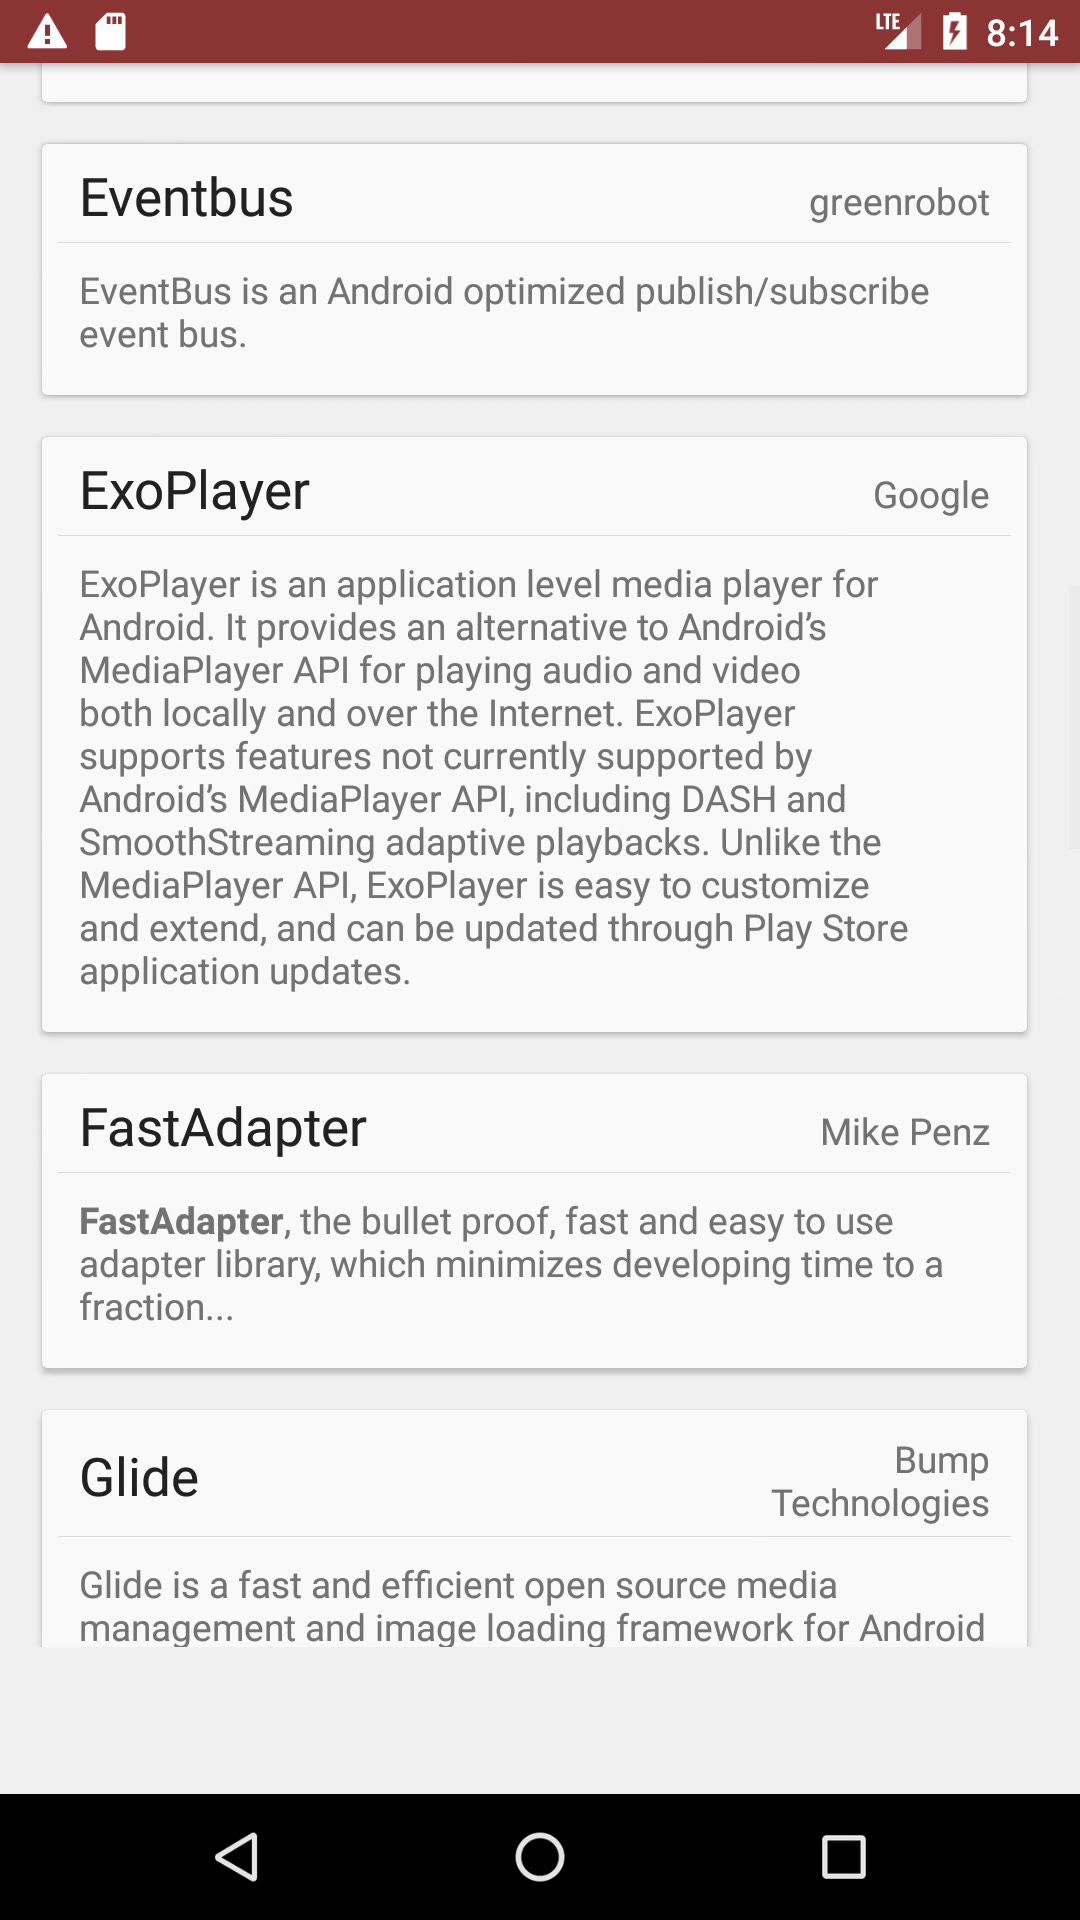 LTE 8:14
Eventbus greenrobot
EventBus is an Android optimized publish/subscribe
event bus.
ExoPlayer Google
ExoPlayer is an application level media player for
Android. It provides an alternative to Android’s
MediaPlayer API for playing audio and video
both locally and over the Internet. ExoPlayer
supports features not currently supported by
Android’s MediaPlayer API, including DASH and
SmoothStreaming adaptive playbacks. Unlike the
MediaPlayer API, ExoPlayer is easy to customize
and extend, and can be updated through Play Store
application updates.
FastAdapter Mike Penz
FastAdapter, the bullet proof, fast and easy to use
adapter library, which minimizes developing time to a
fraction...
Glide
Bump
Technologies
Glide is a fast and efficient open source media
management and image loading framework for Android